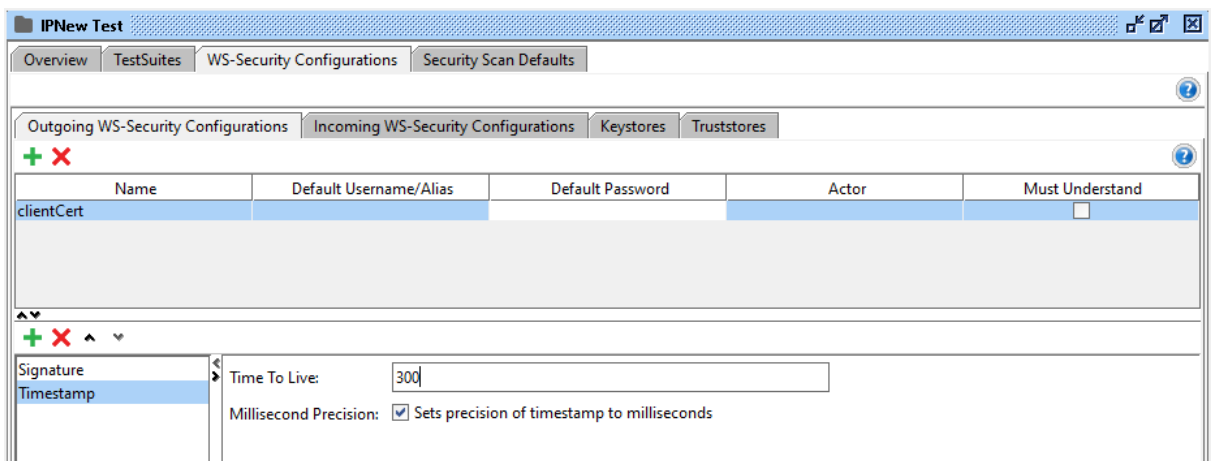 IPNew Test
Overview TestSuites WS-Security Configurations Security Scan Defaults
Outgoing WS-Security Configurations Incoming WS-Security Configurations Keystores Truststores
Name Default Username/Alias Default Password Actor Must Understand
clientCert
Signature
Timestamp
Time To Live: 300
Millisecond Precision: Sets precision of timestamp to milliseconds